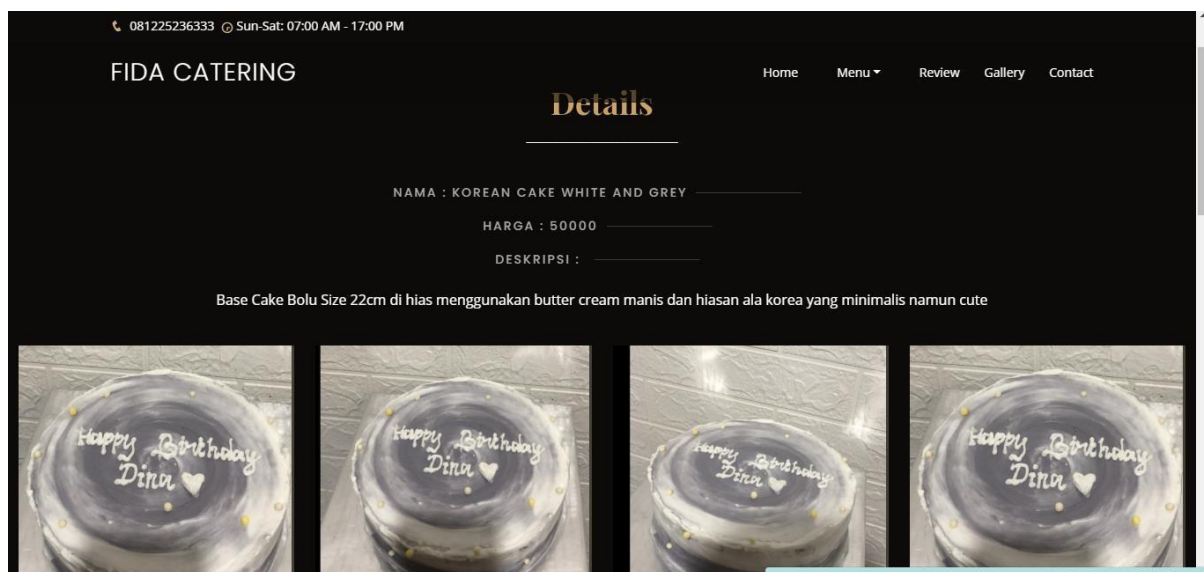 081225236333 Sun-Sat: 07:00 AM - 17:00 PM
FIDA CATERING
Home Menu Review Gallery Contact
Details
NAMA : KOREAN CAKE WHITE AND GREY
HARGA : 50000
DESKRIPSI :
Base Cake Bolu Size 22cm di hias menggunakan butter cream manis dan hiasan ala korea yang minimalis namun cute
Happy Birthday
Dina
Happy Birthday
Dina
Happy Birthday
Dina
Happy Birthday
Dina